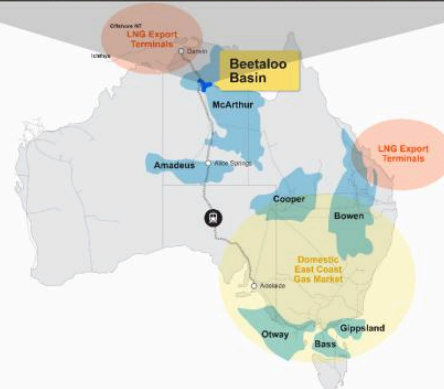 Offshore NT
LNG Export
Terminals
Ichthys
Darwin
Beetaloo
Basin
McArthur
Amadeus
Alice Springs
LNG Export
Terminals
Cooper
Bowen
Domestic
East Coast
Gas Market
Adelaide
Otway
Gippsland
Bass